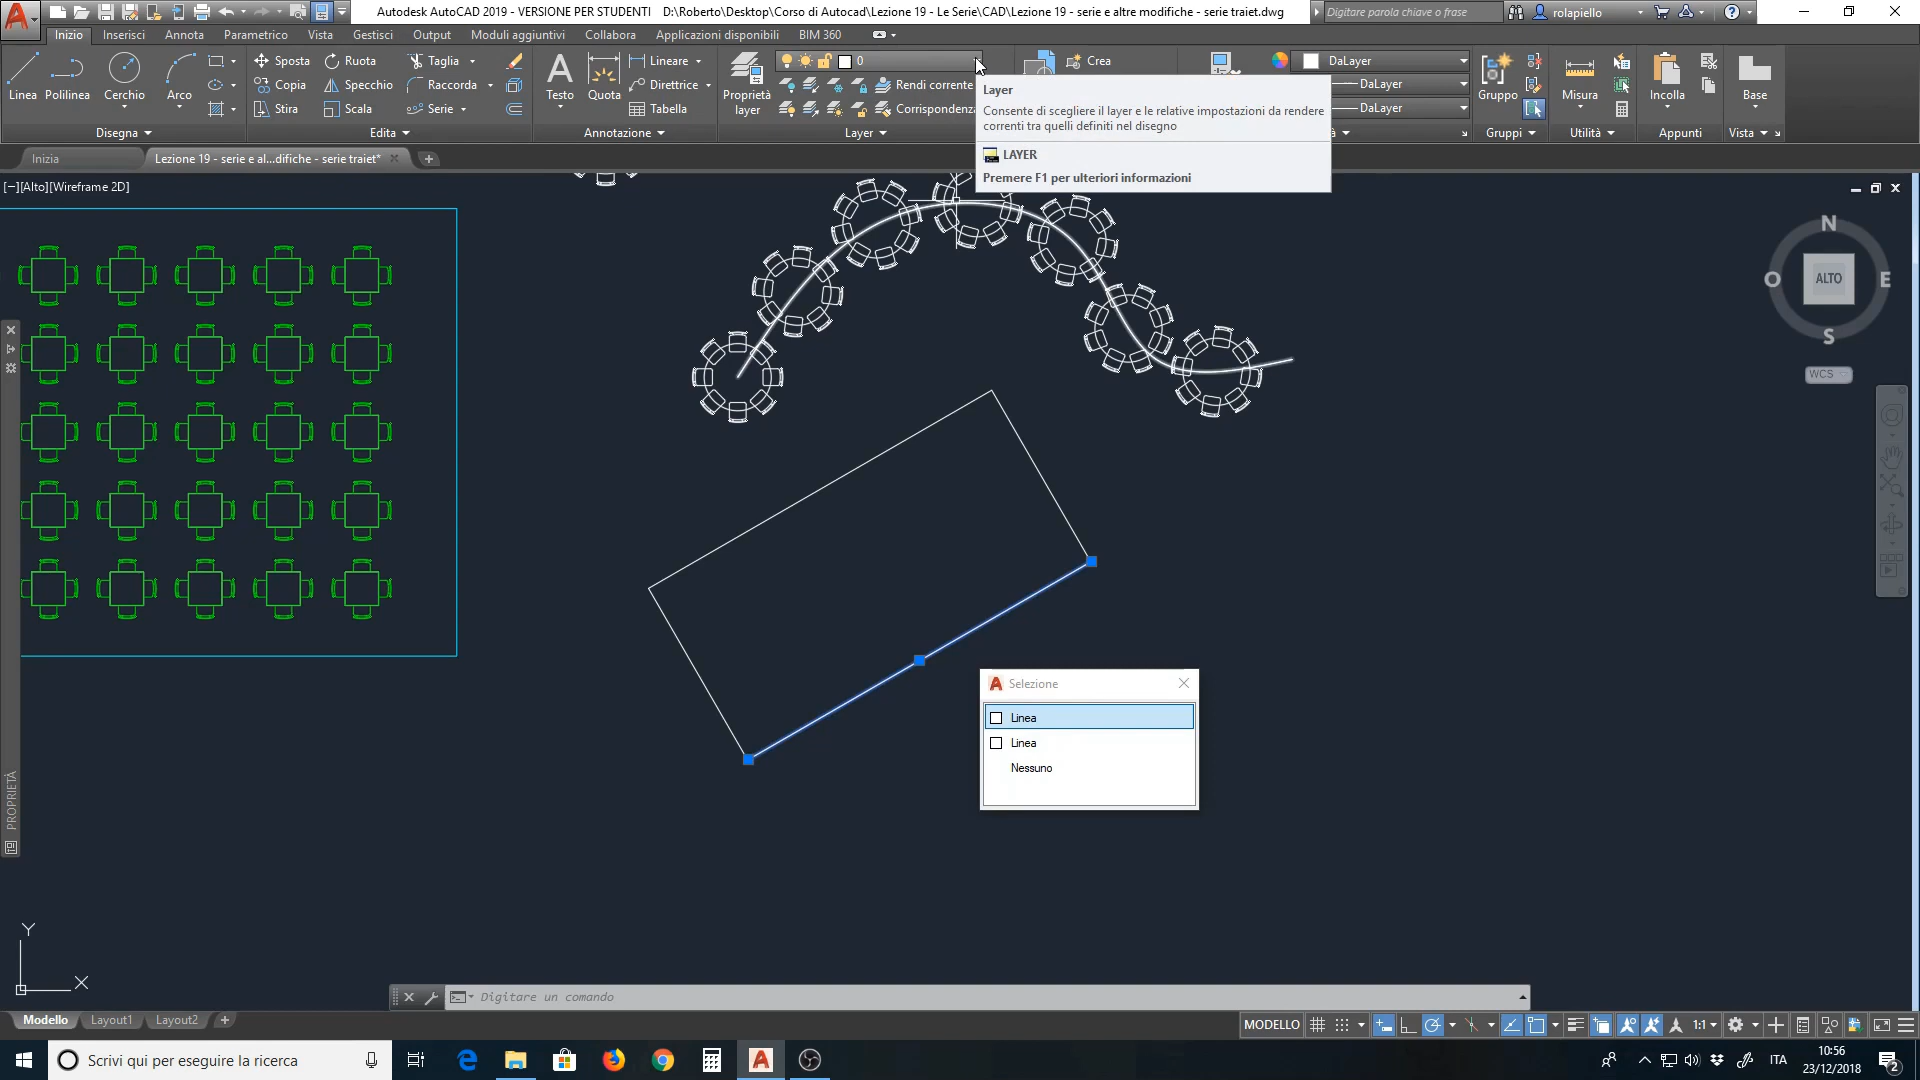 Autodesk AutoCAD 2019 - VERSIONE PER STUDENTI D:\Roberto\Desktop\Corso di Autocad\Lezione 19 - Le Serie\CAD\Lezione 19 - serie e altre modifiche - serie traiet.dwg
Digitare parola chiave o frase
rolapiello
Inizio Inserisci Annota Parametrico Vista Gestisci Output Moduli aggiuntivi Collabora Applicazioni disponibili BIM 360
Linea Polilinea Cerchio Arco
Sposta Ruota Taglia
Copia Specchio Raccorda
Stira Scala Serie
Testo Quota
Lineare
Direttrice
Tabella
Proprietà layer
0
Rendi corrente
Corrispondenza
Crea
DaLayer
DaLayer
DaLayer
Gruppo Misura Incolla Base
Disegna Edita Annotazione Layer Gruppi Utilità Appunti Vista
Layer
Consente di scegliere il layer e le relative impostazioni da rendere
correnti tra quelli definiti nel disegno
LAYER
Premere F1 per ulteriori informazioni
Inizia
Lezione 19 - serie e al...difiche - serie traiet*
[−][Alto][Wireframe 2D]
N
O ALTO E
S
WCS
PROPRIETÀ
Selezione
Linea
Linea
Nessuno
Y
X
Digitare un comando
Modello Layout1 Layout2
MODELLO
1:1
Scrivi qui per eseguire la ricerca
ITA
10:56
23/12/2018
2